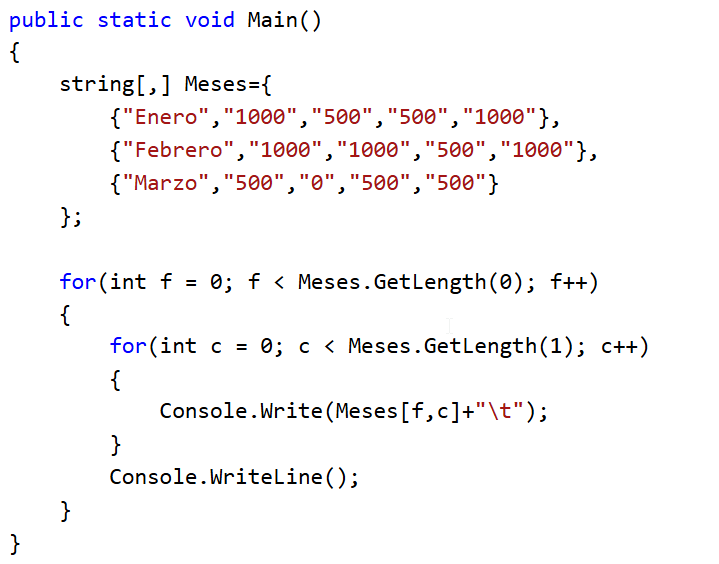 public static void Main()
{
    string[,] Meses={
        {"Enero","1000","500","500","1000"},
        {"Febrero","1000","1000","500","1000"},
        {"Marzo","500","0","500","500"}
    };

    for(int f = 0; f < Meses.GetLength(0); f++)
    {
        for(int c = 0; c < Meses.GetLength(1); c++)
        {
            Console.Write(Meses[f,c]+"\t");
        }
        Console.WriteLine();
    }
}